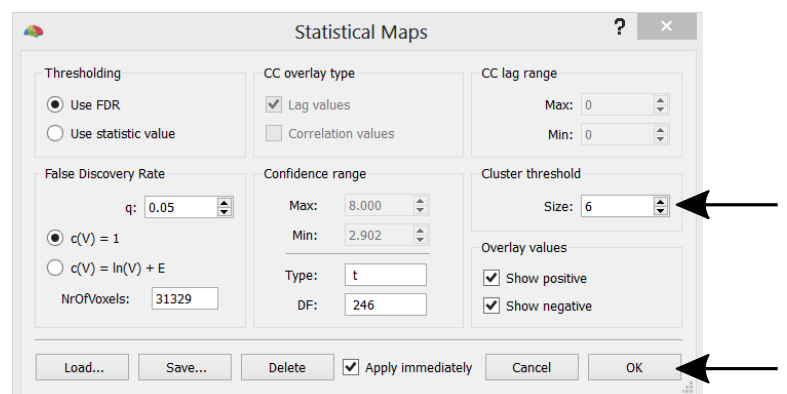 Statistical Maps ?
Thresholding
Use FDR
Use statistic value
CC overlay type
Lag values
Correlation values
CC lag range
Max: 0
Min: 0
False Discovery Rate
q: 0.05
c(V) = 1
c(V) = ln(V) + E
NrOfVoxels: 31329
Confidence range
Max: 8.000
Min: 2.902
Type: t
DF: 246
Cluster threshold
Size: 6
Overlay values
Show positive
Show negative
Load... Save... Delete Apply immediately Cancel OK